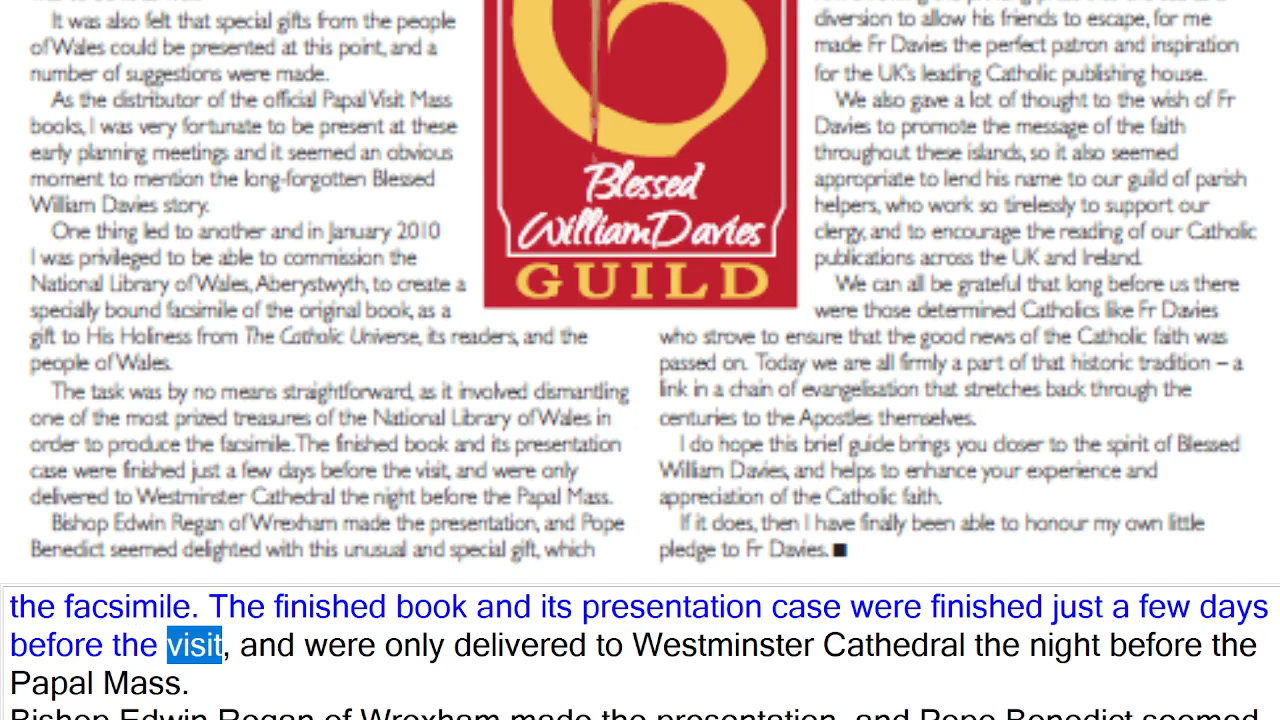 It was also felt that special gifts from the people
of Wales could be presented at this point, and a
number of suggestions were made.
As the distributor of the official Papal Visit Mass
books, I was very fortunate to be present at these
early planning meetings and it seemed an obvious
moment to mention the long-forgotten Blessed
William Davies story.
One thing led to another and in January 2010
I was privileged to be able to commission the
National Library of Wales, Aberystwyth, to create a
specially bound facsimile of the original book, as a
gift to His Holiness from The Catholic Universe, its readers, and the
people of Wales.
The task was by no means straightforward, as it involved dismantling
one of the most prized treasures of the National Library of Wales in
order to produce the facsimile. The finished book and its presentation
case were finished just a few days before the visit, and were only
delivered to Westminster Cathedral the night before the Papal Mass.
Bishop Edwin Regan of Wrexham made the presentation, and Pope
Benedict seemed delighted with this unusual and special gift, which
Blessed
William Davies
GUILD
diversion to allow his friends to escape, for me
made Fr Davies the perfect patron and inspiration
for the UK's leading Catholic publishing house.
We also gave a lot of thought to the wish of Fr
Davies to promote the message of the faith
throughout these islands, so it also seemed
appropriate to lend his name to our guild of parish
helpers, who work so tirelessly to support our
clergy, and to encourage the reading of our Catholic
publications across the UK and Ireland.
We can all be grateful that long before us there
were those determined Catholics like Fr Davies
who strove to ensure that the good news of the Catholic faith was
passed on. Today we are all firmly a part of that historic tradition – a
link in a chain of evangelisation that stretches back through the
centuries to the Apostles themselves.
I do hope this brief guide brings you closer to the spirit of Blessed
William Davies, and helps to enhance your experience and
appreciation of the Catholic faith.
If it does, then I have finally been able to honour my own little
pledge to Fr Davies. ■
the facsimile. The finished book and its presentation case were finished just a few days
before the visit, and were only delivered to Westminster Cathedral the night before the
Papal Mass.
Bishop Edwin Regan of Wrexham made the presentation, and Pope Benedict seemed